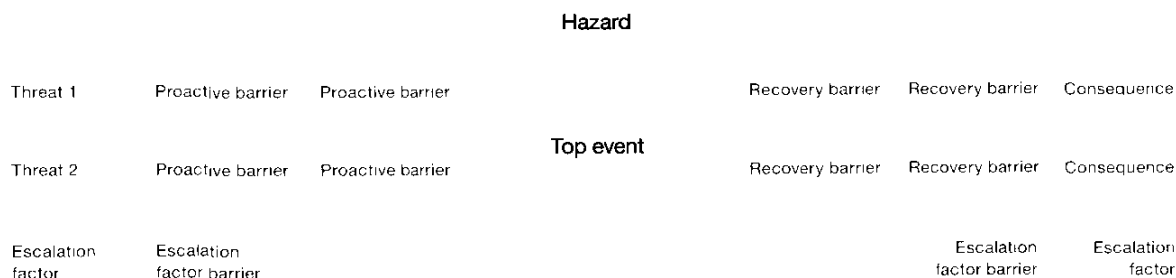 Hazard
Threat 1 Proactive barrier Proactive barrier Recovery barrier Recovery barrier Consequence
Top event
Threat 2 Proactive barrier Proactive barrier Recovery barrier Recovery barrier Consequence
Escalation Escalation Escalation Escalation
factor factor barrier factor barrier factor